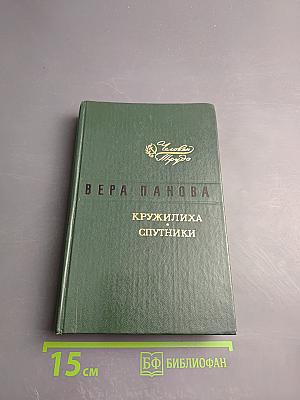 Человек
Труда
ВЕРА ПАНОВА
КРУЖИЛИХА
СПУТНИКИ
15 см
БФ БИБЛИОФАН